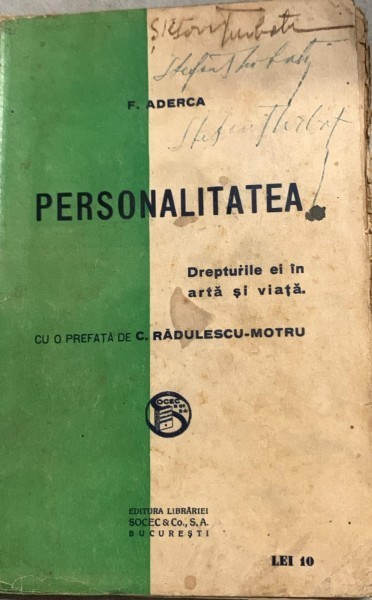 F. ADERCA
PERSONALITATEA
Drepturile ei în
artă și viață.
CU O PREFAȚĂ DE C. RĂDULESCU-MOTRU
SOCEC
EDITURA LIBRĂRIEI
SOCEC & Co., S. A.
BUCUREȘTI
LEI 10